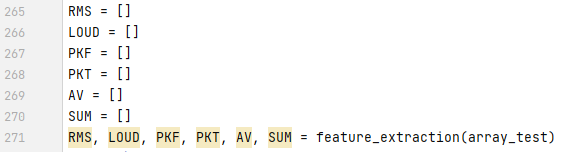 265 RMS = []
266 LOUD = []
267 PKF = []
268 PKT = []
269 AV = []
270 SUM = []
271 RMS, LOUD, PKF, PKT, AV, SUM = feature_extraction(array_test)